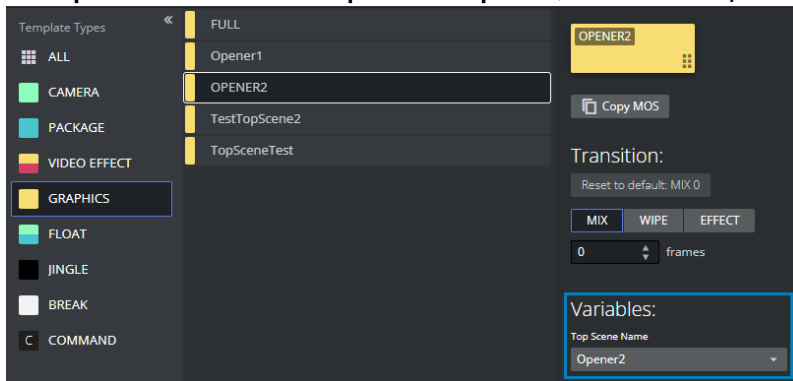 Template Types
«
ALL
CAMERA
PACKAGE
VIDEO EFFECT
GRAPHICS
FLOAT
JINGLE
BREAK
C COMMAND
FULL
Opener1
OPENER2
TestTopScene2
TopSceneTest
OPENER2
Copy MOS
Transition:
Reset to default: MIX 0
MIX WIPE EFFECT
0 frames
Variables:
Top Scene Name
Opener2